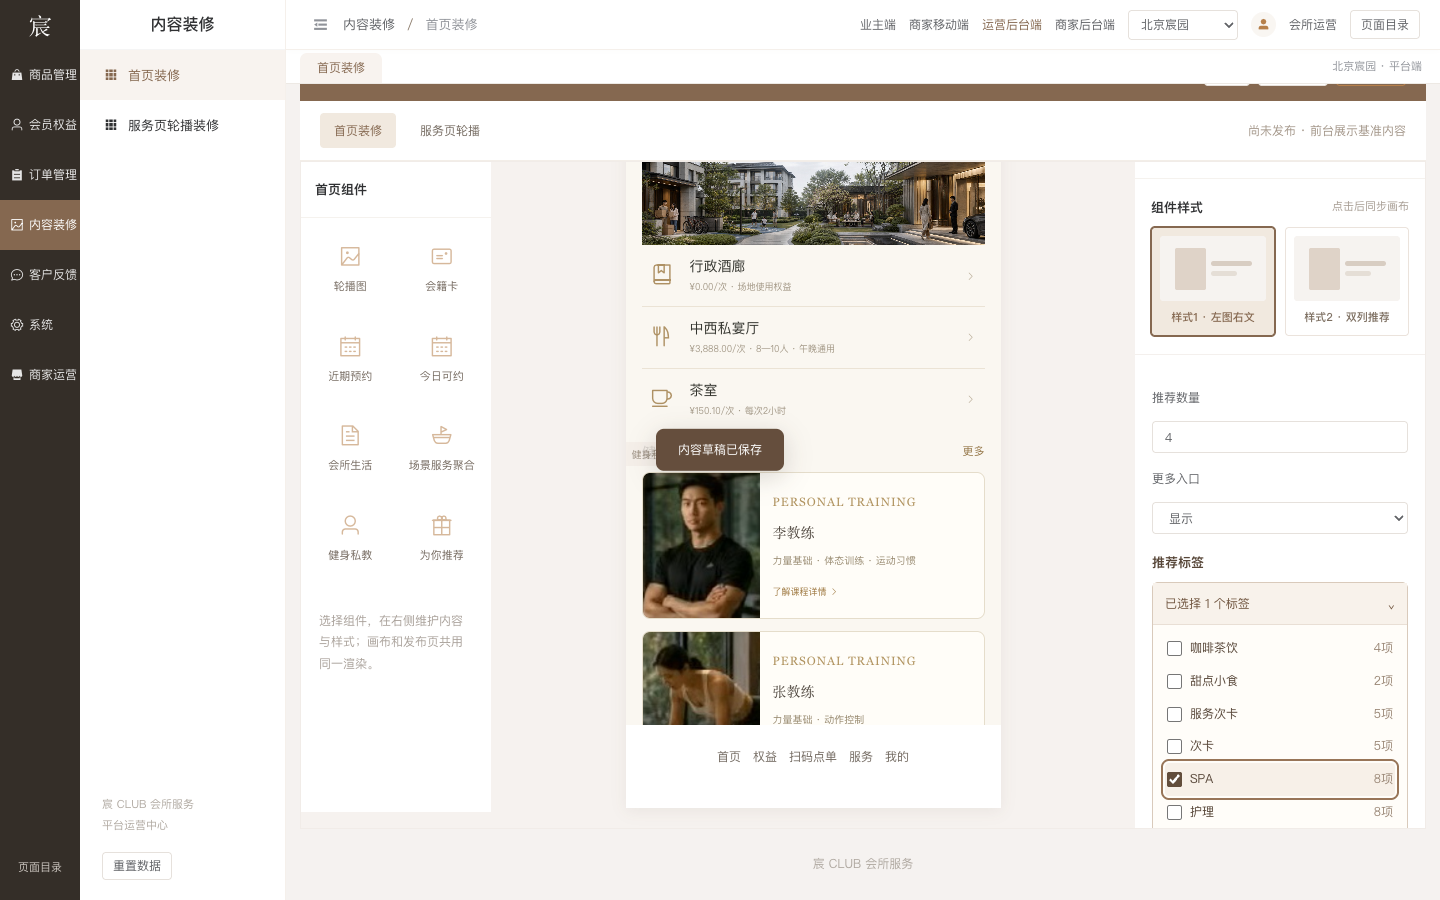 宸
商品管理
会员权益
订单管理
内容装修
客户反馈
系统
商家运营
页面目录
内容装修
首页装修
服务页轮播装修
宸 CLUB 会所服务
平台运营中心
重置数据
内容装修 / 首页装修
业主端 商家移动端 运营后台端 商家后台端 北京宸园 会所运营 页面目录
首页装修
北京宸园 · 平台端
首页装修 服务页轮播
尚未发布 · 前台展示基准内容
首页组件
轮播图 会籍卡
近期预约 今日可约
会所生活 场景服务聚合
健身私教 为你推荐
选择组件，在右侧维护内容
与样式；画布和发布页共用
同一渲染。
行政酒廊
¥0.00/次 · 场地使用权益
中西私宴厅
¥3,888.00/次 · 8—10人 · 午晚通用
茶室
¥150.10/次 · 每次2小时
内容草稿已保存
更多
PERSONAL TRAINING
李教练
力量基础 · 体态训练 · 运动习惯
了解课程详情
PERSONAL TRAINING
张教练
力量基础 · 动作控制
首页 权益 扫码点单 服务 我的
组件样式 点击后同步画布
样式1 · 左图右文 样式2 · 双列推荐
推荐数量
4
更多入口
显示
推荐标签
已选择 1 个标签
咖啡茶饮 4项
甜点小食 2项
服务次卡 5项
次卡 5项
SPA 8项
护理 8项
宸 CLUB 会所服务